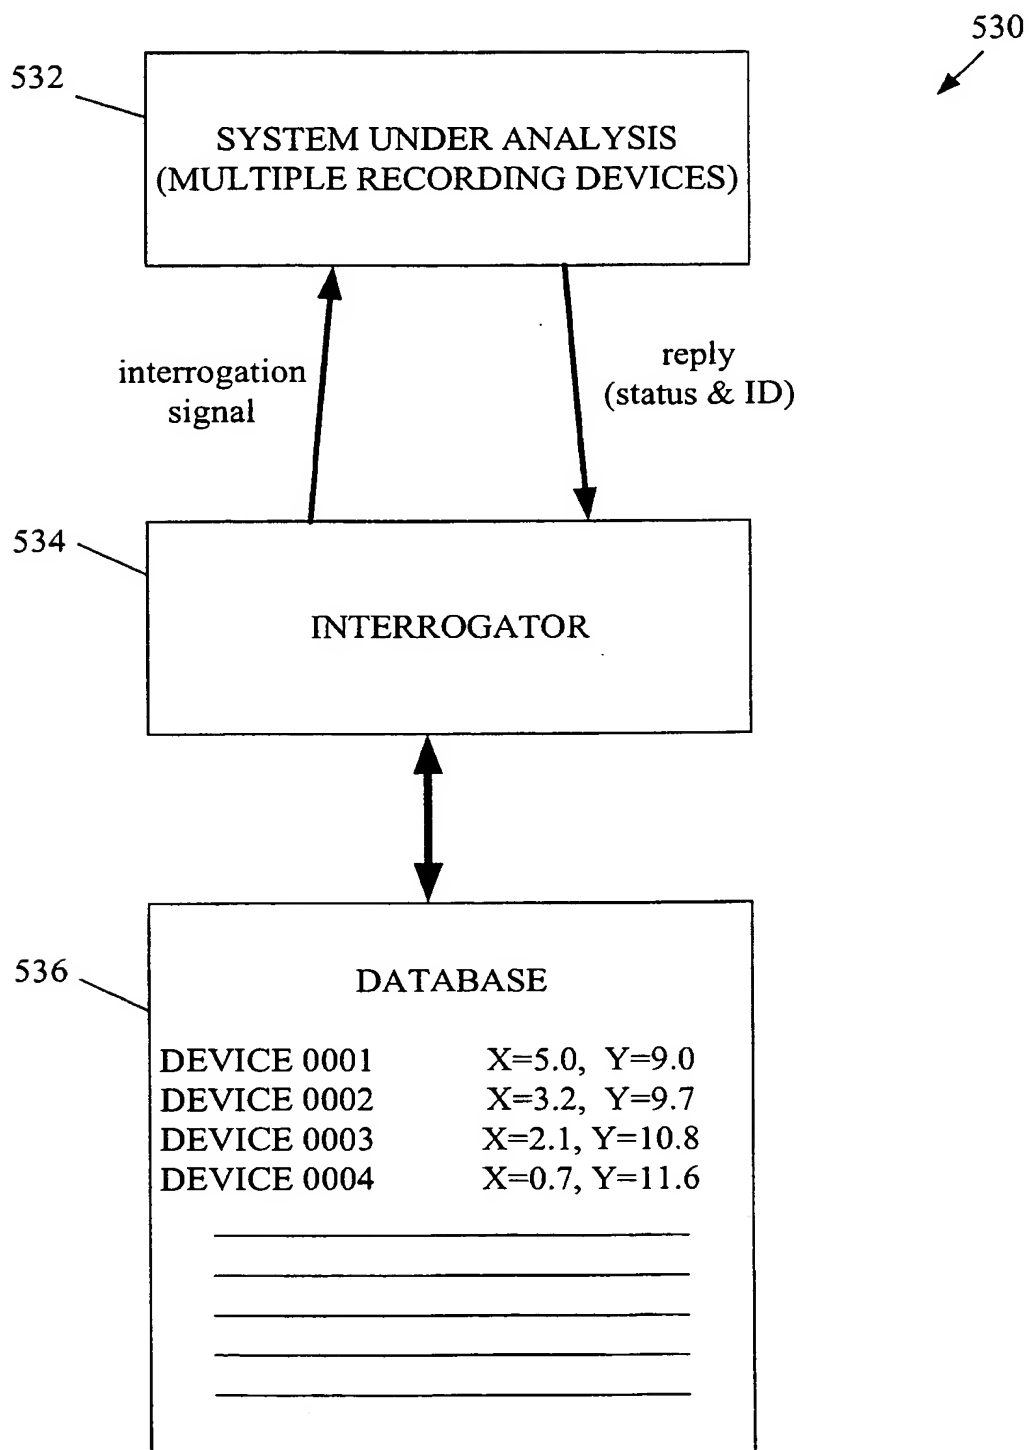 530
532
SYSTEM UNDER ANALYSIS
(MULTIPLE RECORDING DEVICES)
interrogation
signal
reply
(status & ID)
534
INTERROGATOR
536
DATABASE
DEVICE 0001 X=5.0, Y=9.0
DEVICE 0002 X=3.2, Y=9.7
DEVICE 0003 X=2.1, Y=10.8
DEVICE 0004 X=0.7, Y=11.6